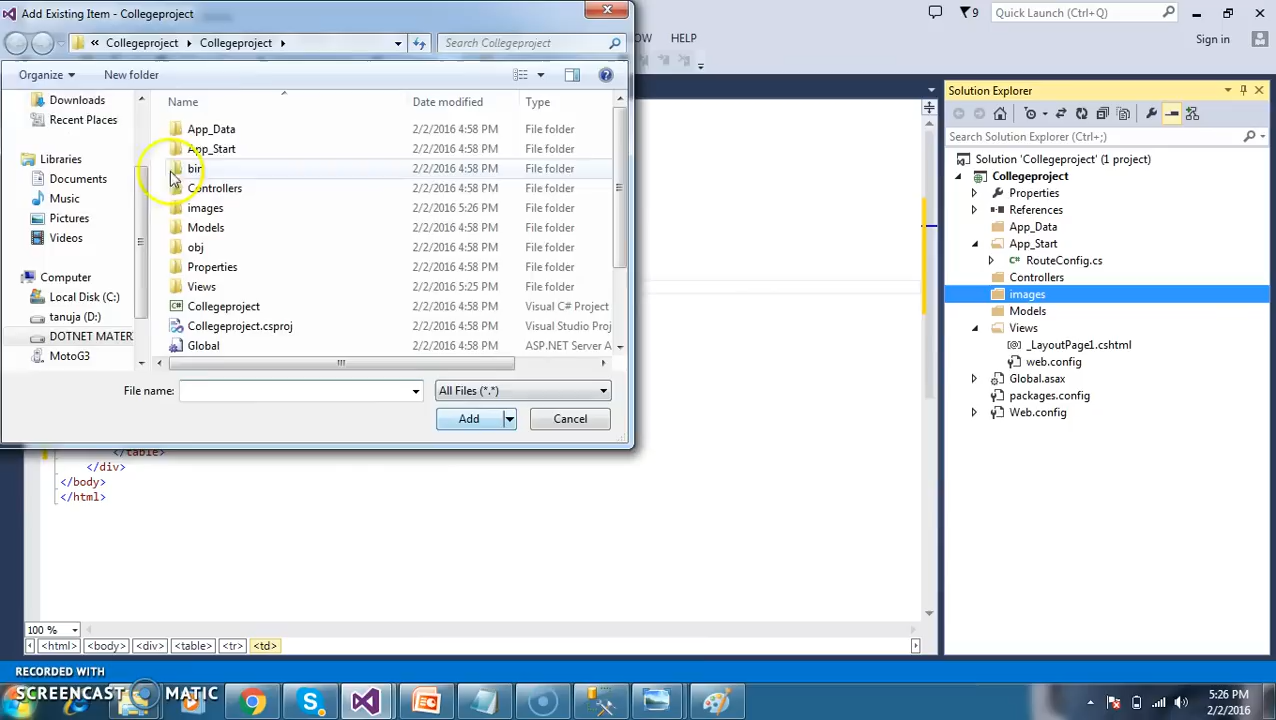 Add Existing Item - Collegeproject
9
Quick Launch (Ctrl+Q)
« Collegeproject Collegeproject
Search Collegeproject
HELP
Sign in
Organize
New folder
Solution Explorer
Downloads
Recent Places
Libraries
Documents
Music
Pictures
Videos
Computer
Local Disk (C:)
tanuja (D:)
DOTNET MATER
MotoG3
Name Date modified Type
App_Data 2/2/2016 4:58 PM File folder
App_Start 2/2/2016 4:58 PM File folder
bin 2/2/2016 4:58 PM File folder
Controllers 2/2/2016 4:58 PM File folder
images 2/2/2016 5:26 PM File folder
Models 2/2/2016 4:58 PM File folder
obj 2/2/2016 4:58 PM File folder
Properties 2/2/2016 4:58 PM File folder
Views 2/2/2016 5:25 PM File folder
Collegeproject 2/2/2016 4:58 PM Visual C# Project
Collegeproject.csproj 2/2/2016 4:58 PM Visual Studio Proj
Global 2/2/2016 4:58 PM ASP.NET Server A
File name:
All Files (*.*)
Add
Cancel
Search Solution Explorer (Ctrl+;)
Solution 'Collegeproject' (1 project)
Collegeproject
Properties
References
App_Data
App_Start
C# RouteConfig.cs
Controllers
images
Models
Views
_LayoutPage1.cshtml
web.config
Global.asax
packages.config
Web.config
</table>
</div>
</body>
</html>
100 %
<html> <body> <div> <table> <tr> <td>
RECORDED WITH
SCREENCAST MATIC
5:26 PM
2/2/2016